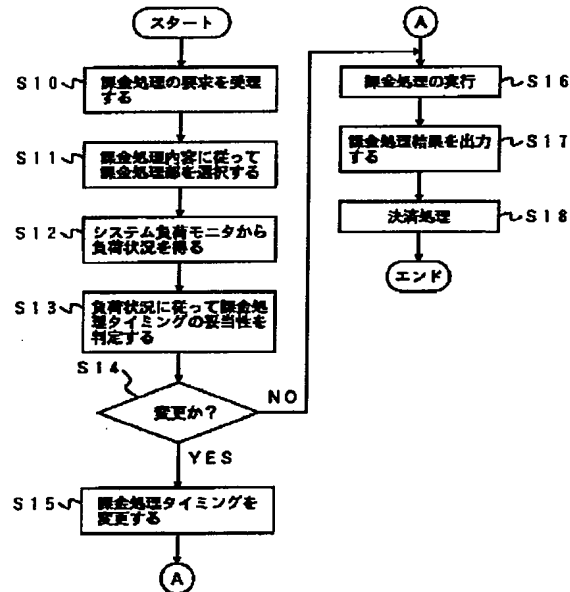 スタート
S10
課金処理の要求を受理
する
S11
課金処理内容に従って
課金処理部を選択する
S12
システム負荷モニタから
負荷状況を得る
S13
負荷状況に従って課金処
理タイミングの妥当性を
判定する
S14
変更か?
NO
YES
S15
課金処理タイミングを
変更する
A
A
課金処理の実行
S16
課金処理結果を出力
する
S17
決済処理
S18
エンド